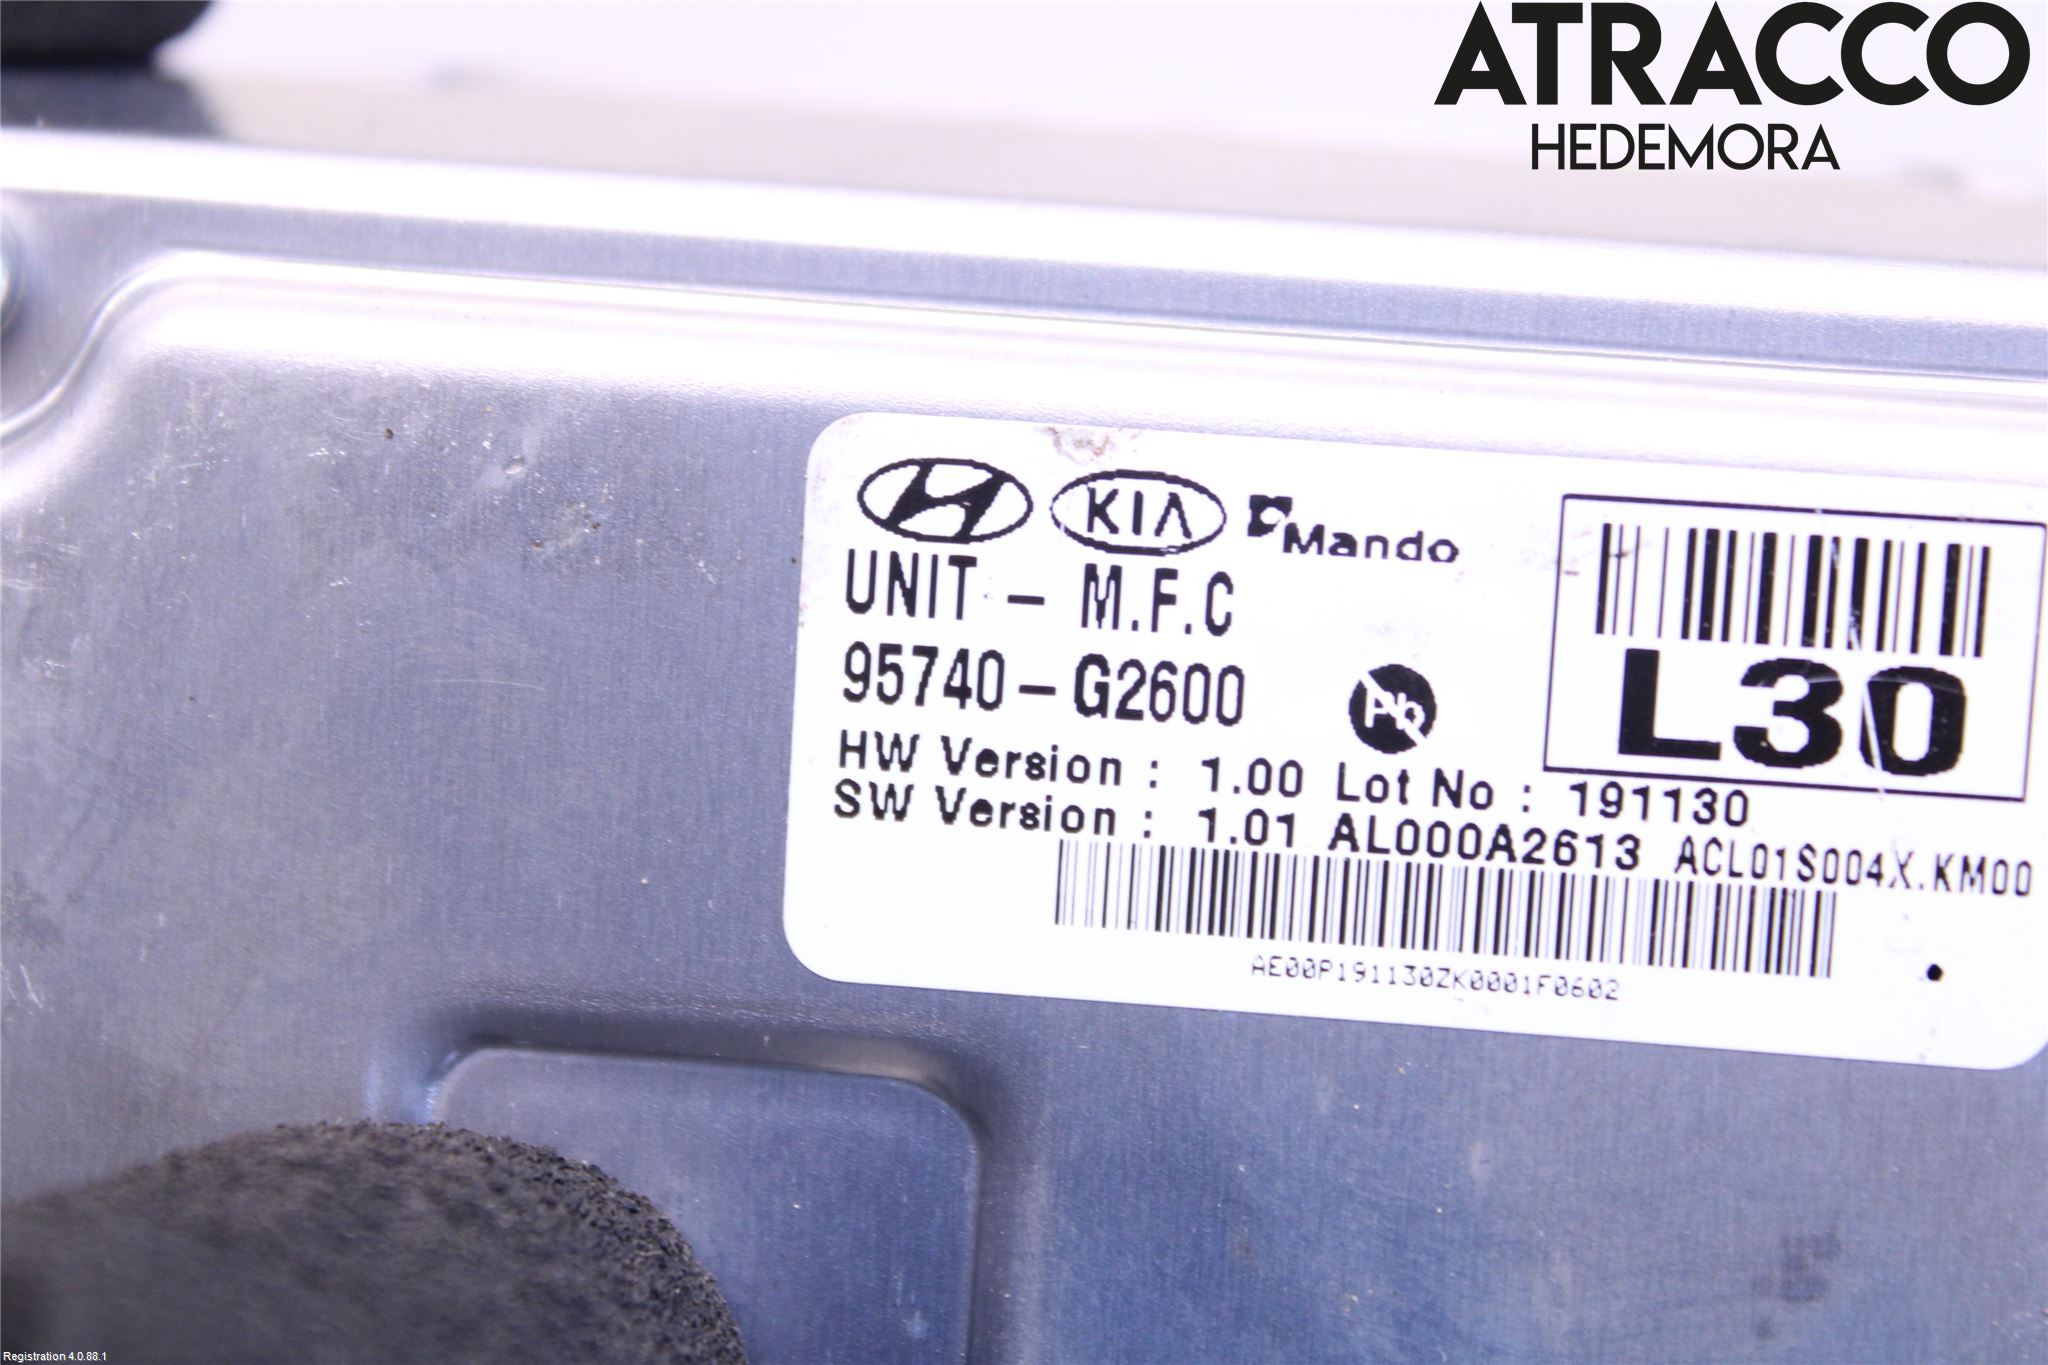 ATRACCO
HEDEMORA
KIA Mando
UNIT - M.F.C
95740-G2600
Pb
L30
HW Version : 1.00 Lot No : 191130
SW Version : 1.01 AL000A2613 ACL01S004X.KM00
AE00P191130ZK0001F0602
Registration 4.0.88.1